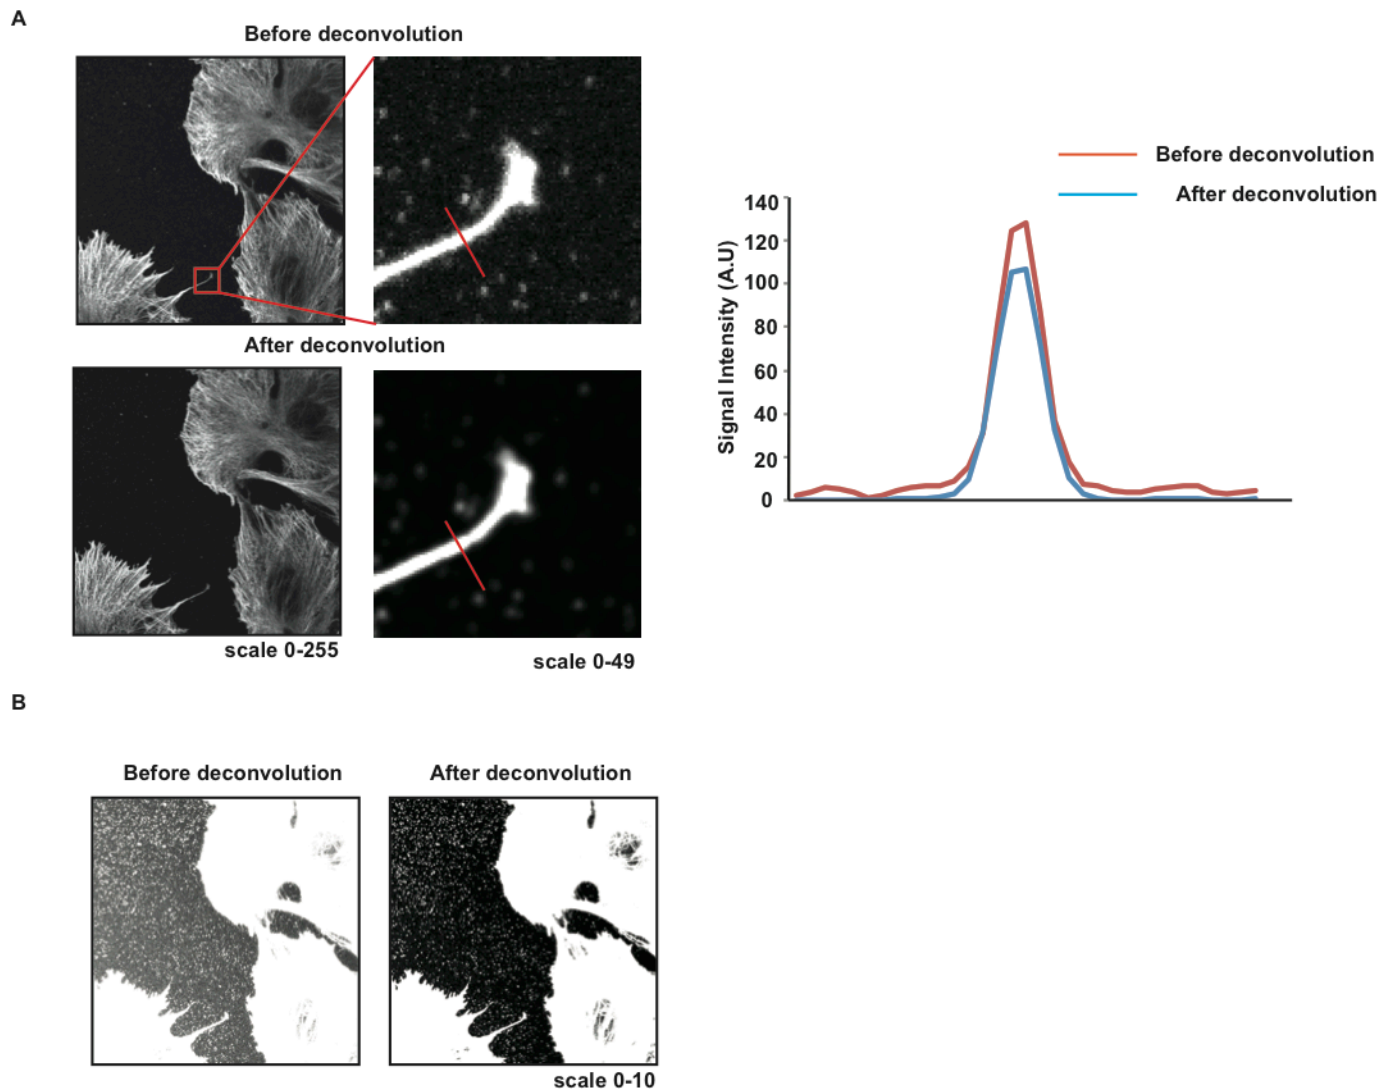 A
Before deconvolution
After deconvolution
scale 0-255
scale 0-49
Before deconvolution
After deconvolution
Signal Intensity (A.U)
140
120
100
80
60
40
20
0
B
Before deconvolution
After deconvolution
scale 0-10